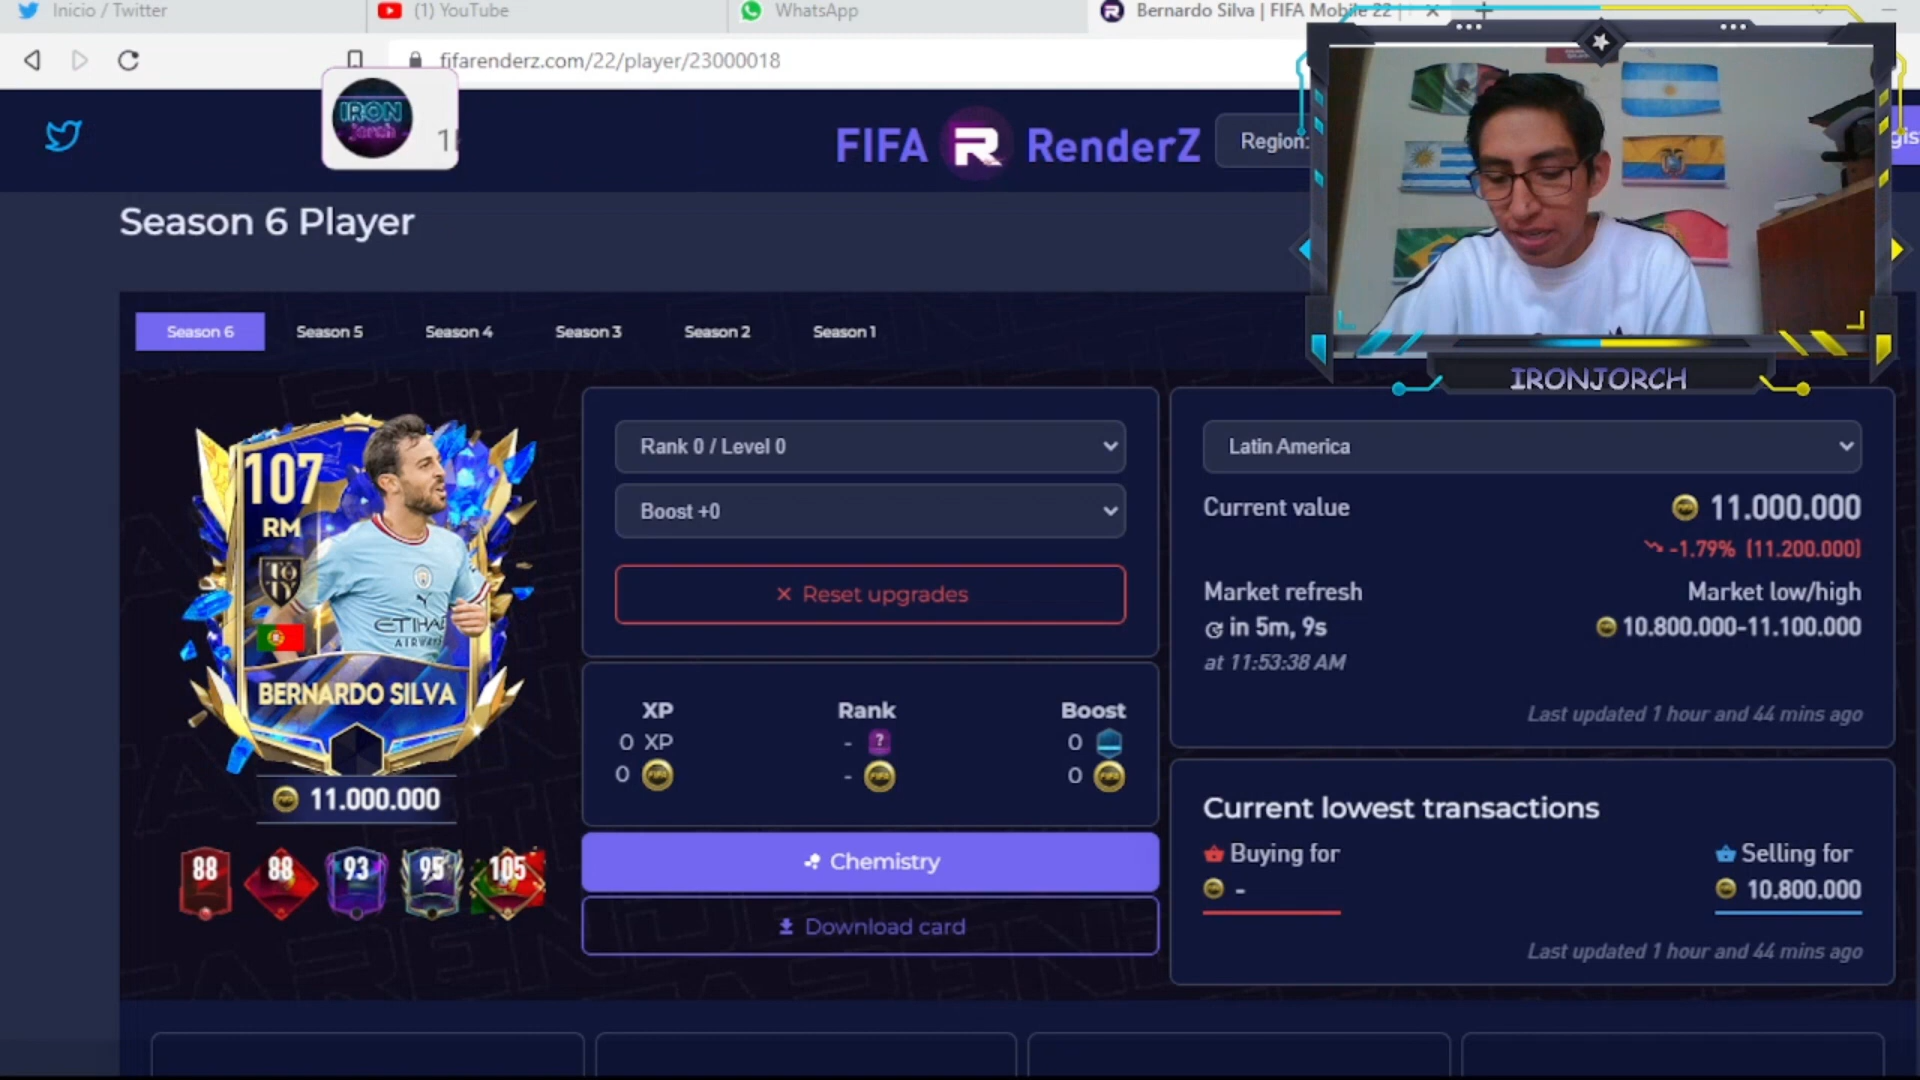 Inicio / Twitter
(1) YouTube
WhatsApp
Bernardo Silva | FIFA Mobile 22 |
fifarenderz.com/22/player/23000018
IRON
Jorch
FIFA R RenderZ
Region:
Season 6 Player
Season 6
Season 5
Season 4
Season 3
Season 2
Season 1
IRONJORCH
107
RM
ETIHAD
AIRWAYS
BERNARDO SILVA
11.000.000
88
88
93
95
105
Rank 0 / Level 0
Boost +0
× Reset upgrades
XP
Rank
Boost
0 XP
-
0
0
-
0
Chemistry
Download card
Latin America
Current value
11.000.000
-1.79% (11.200.000)
Market refresh
Market low/high
in 5m, 9s
10.800.000-11.100.000
at 11:53:38 AM
Last updated 1 hour and 44 mins ago
Current lowest transactions
Buying for
Selling for
-
10.800.000
Last updated 1 hour and 44 mins ago